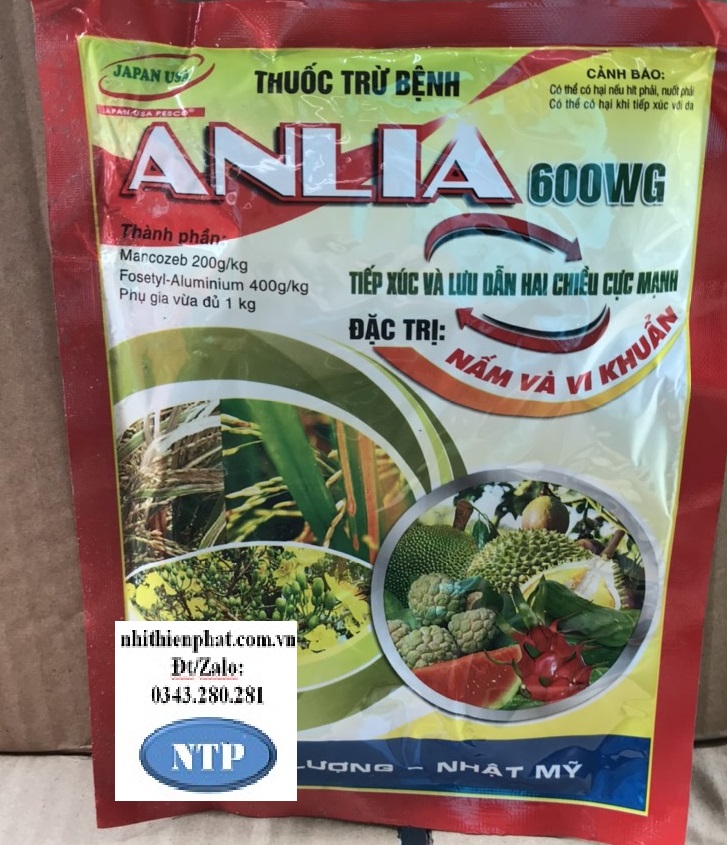 JAPAN USA
JAPAN USA PESCO
THUỐC TRỪ BỆNH
CẢNH BÁO:
Có thể có hại nếu hít phải, nuốt phải
Có thể có hại khi tiếp xúc với da
ANLIA 600WG
Thành phần:
Mancozeb 200g/kg
Fosetyl-Aluminium 400g/kg
Phụ gia vừa đủ 1 kg
TIẾP XÚC VÀ LƯU DẪN HAI CHIỀU CỰC MẠNH
ĐẶC TRỊ:
NẤM VÀ VI KHUẨN
nhithienphat.com.vn
Đt/Zalo:
0343.280.281
NTP
LƯỢNG – NHẬT MỸ